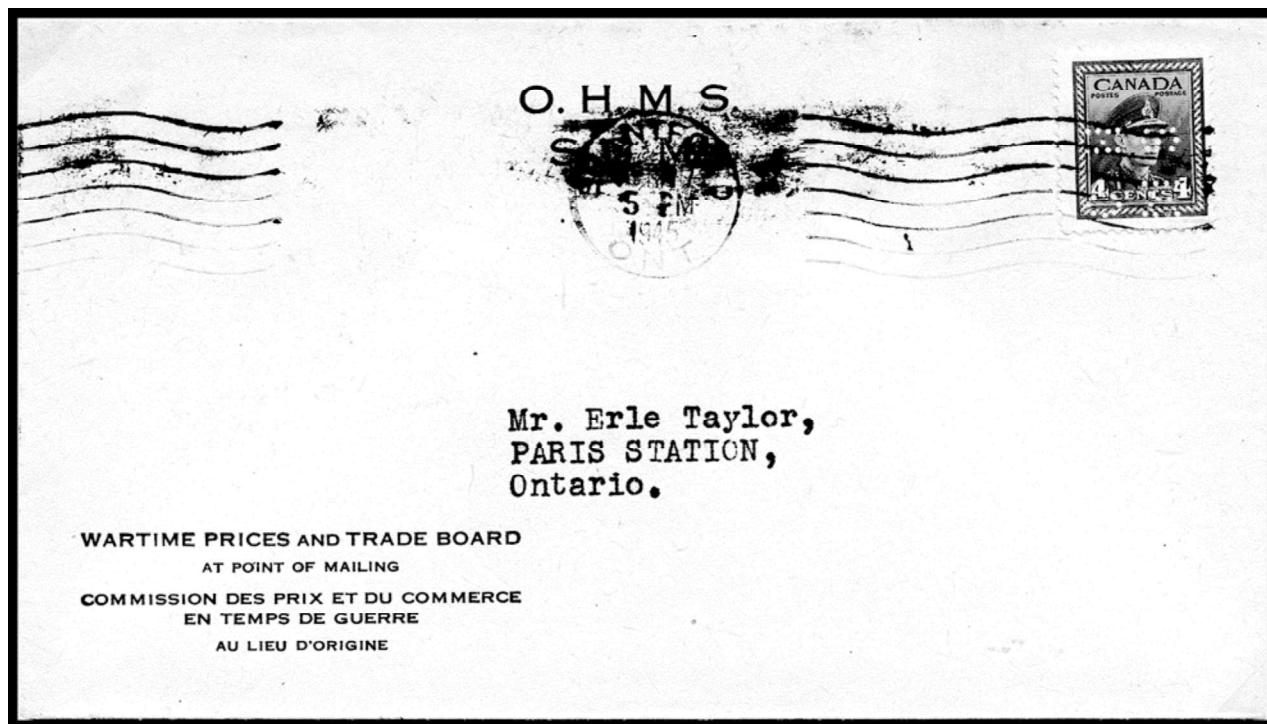 O. H. M. S.
CANADA
POSTES POSTAGE
4 CENTS 4
5 PM
1945
ONT
Mr. Erle Taylor,
PARIS STATION,
Ontario.
WARTIME PRICES AND TRADE BOARD
AT POINT OF MAILING
COMMISSION DES PRIX ET DU COMMERCE
EN TEMPS DE GUERRE
AU LIEU D'ORIGINE